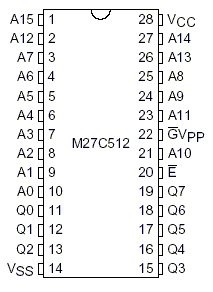 A15 1 28 VCC
A12 2 27 A14
A7 3 26 A13
A6 4 25 A8
A5 5 24 A9
A4 6 23 A11
A3 7 22 G̅VPP
A2 8 M27C512 21 A10
A1 9 20 E̅
A0 10 19 Q7
Q0 11 18 Q6
Q1 12 17 Q5
Q2 13 16 Q4
VSS 14 15 Q3